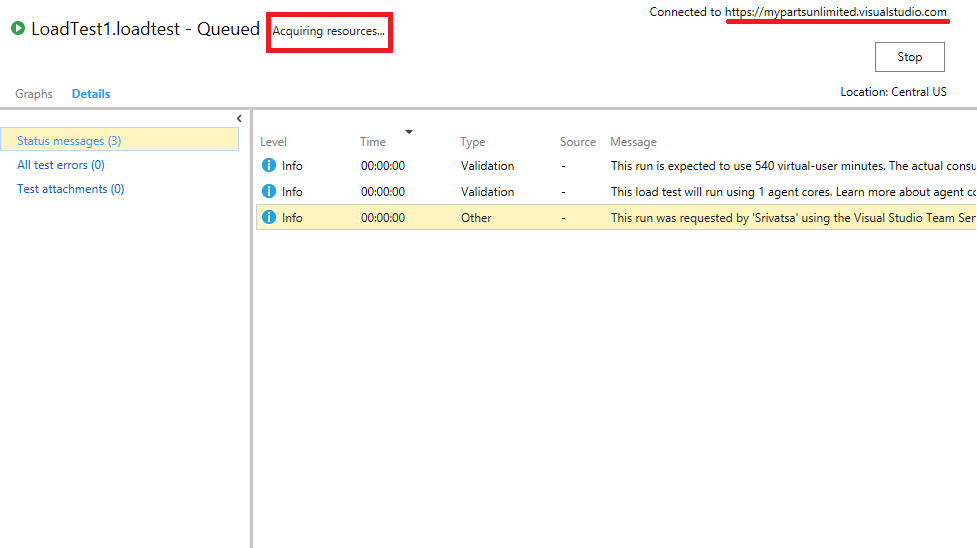 Connected to https://mypartsunlimited.visualstudio.com
LoadTest1.loadtest - Queued Acquiring resources...
Stop
Graphs Details
Location: Central US
Status messages (3)
All test errors (0)
Test attachments (0)
Level Time Type Source Message
Info 00:00:00 Validation - This run is expected to use 540 virtual-user minutes. The actual consu
Info 00:00:00 Validation - This load test will run using 1 agent cores. Learn more about agent co
Info 00:00:00 Other - This run was requested by 'Srivatsa' using the Visual Studio Team Ser